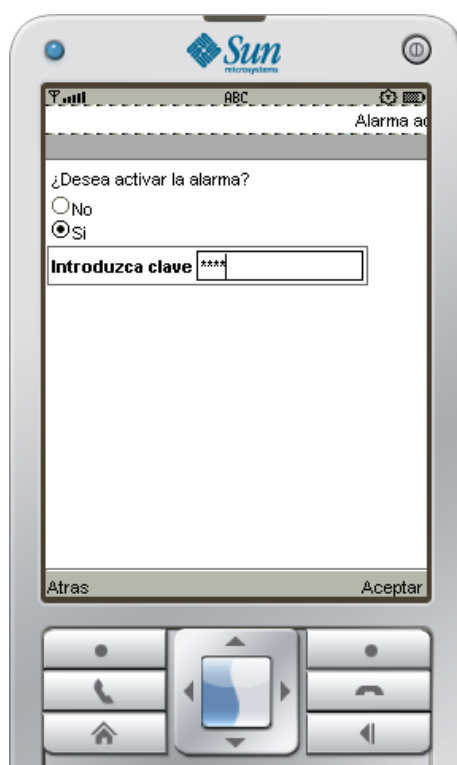 Sun
microsystems
ABC
Alarma ac
¿Desea activar la alarma?
No
Si
Introduzca clave ****
Atras Aceptar